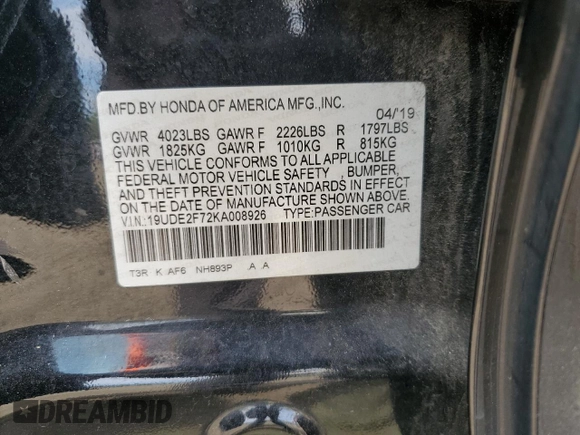 MFD.BY HONDA OF AMERICA MFG.,INC.
04/'19
GVWR 4023LBS GAWR F 2226LBS R 1797LBS
GVWR 1825KG GAWR F 1010KG R 815KG
THIS VEHICLE CONFORMS TO ALL APPLICABLE
FEDERAL MOTOR VEHICLE SAFETY , BUMPER,
AND THEFT PREVENTION STANDARDS IN EFFECT
ON THE DATE OF MANUFACTURE SHOWN ABOVE.
V.I.N.:19UDE2F72KA008926 TYPE:PASSENGER CAR
T3R K AF6 NH893P .A A
DREAMBID